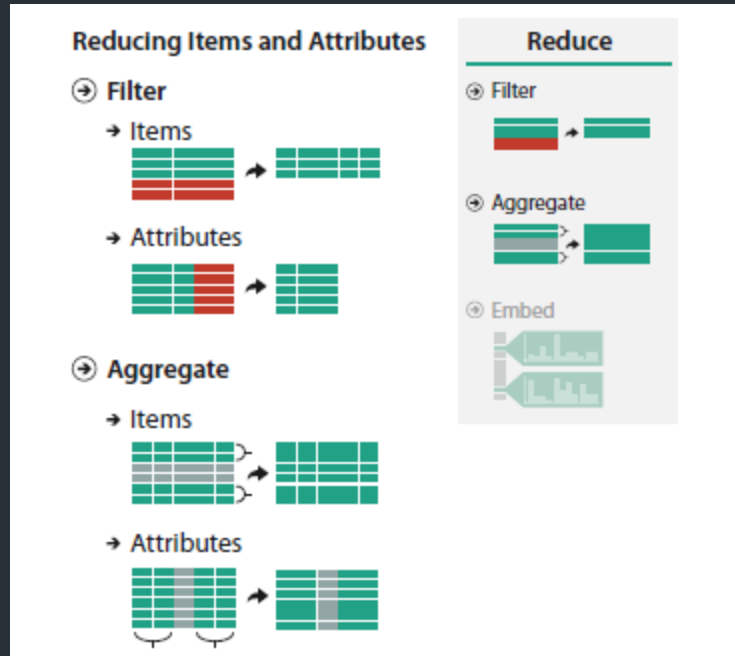 Reducing Items and Attributes
Filter
Items
Attributes
Aggregate
Items
Attributes
Reduce
Filter
Aggregate
Embed